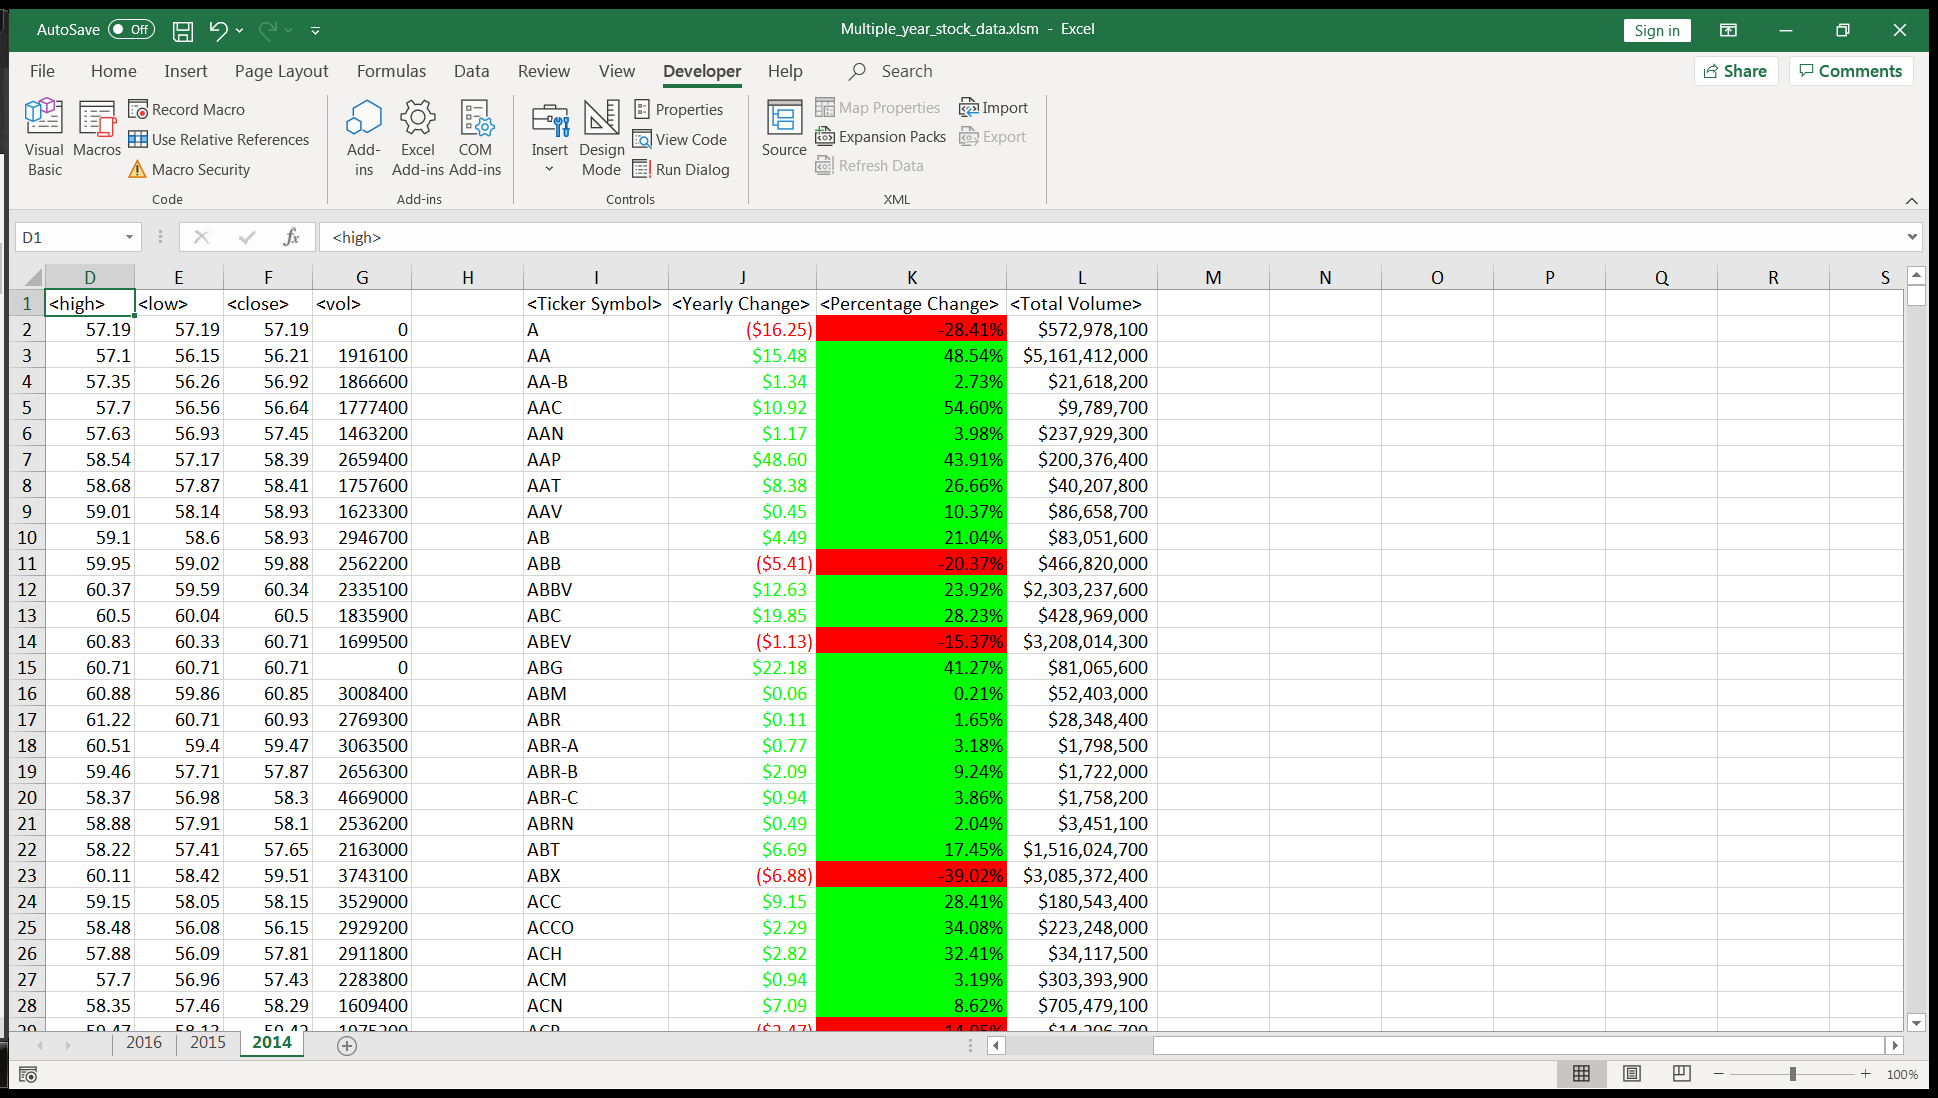 AutoSave Off Multiple_year_stock_data.xlsm - Excel Sign in
File Home Insert Page Layout Formulas Data Review View Developer Help Search Share Comments
Visual Basic
Macros
Record Macro
Use Relative References
Macro Security
Code
Add-ins
Excel Add-ins
COM Add-ins
Add-ins
Insert
Design Mode
Properties
View Code
Run Dialog
Controls
Source
Map Properties
Expansion Packs
Refresh Data
Import
Export
XML
D1 fx <high>
D E F G H I J K L M N O P Q R S
1 <high> <low> <close> <vol> <Ticker Symbol> <Yearly Change> <Percentage Change> <Total Volume>
2 57.19 57.19 57.19 0 A ($16.25) -28.41% $572,978,100
3 57.1 56.15 56.21 1916100 AA $15.48 48.54% $5,161,412,000
4 57.35 56.26 56.92 1866600 AA-B $1.34 2.73% $21,618,200
5 57.7 56.56 56.64 1777400 AAC $10.92 54.60% $9,789,700
6 57.63 56.93 57.45 1463200 AAN $1.17 3.98% $237,929,300
7 58.54 57.17 58.39 2659400 AAP $48.60 43.91% $200,376,400
8 58.68 57.87 58.41 1757600 AAT $8.38 26.66% $40,207,800
9 59.01 58.14 58.93 1623300 AAV $0.45 10.37% $86,658,700
10 59.1 58.6 58.93 2946700 AB $4.49 21.04% $83,051,600
11 59.95 59.02 59.88 2562200 ABB ($5.41) -20.37% $466,820,000
12 60.37 59.59 60.34 2335100 ABBV $12.63 23.92% $2,303,237,600
13 60.5 60.04 60.5 1835900 ABC $19.85 28.23% $428,969,000
14 60.83 60.33 60.71 1699500 ABEV ($1.13) -15.37% $3,208,014,300
15 60.71 60.71 60.71 0 ABG $22.18 41.27% $81,065,600
16 60.88 59.86 60.85 3008400 ABM $0.06 0.21% $52,403,000
17 61.22 60.71 60.93 2769300 ABR $0.11 1.65% $28,348,400
18 60.51 59.4 59.47 3063500 ABR-A $0.77 3.18% $1,798,500
19 59.46 57.71 57.87 2656300 ABR-B $2.09 9.24% $1,722,000
20 58.37 56.98 58.3 4669000 ABR-C $0.94 3.86% $1,758,200
21 58.88 57.91 58.1 2536200 ABRN $0.49 2.04% $3,451,100
22 58.22 57.41 57.65 2163000 ABT $6.69 17.45% $1,516,024,700
23 60.11 58.42 59.51 3743100 ABX ($6.88) -39.02% $3,085,372,400
24 59.15 58.05 58.15 3529000 ACC $9.15 28.41% $180,543,400
25 58.48 56.08 56.15 2929200 ACCO $2.29 34.08% $223,248,000
26 57.88 56.09 57.81 2911800 ACH $2.82 32.41% $34,117,500
27 57.7 56.96 57.43 2283800 ACM $0.94 3.19% $303,393,900
28 58.35 57.46 58.29 1609400 ACN $7.09 8.62% $705,479,100
2016 2015 2014
100%